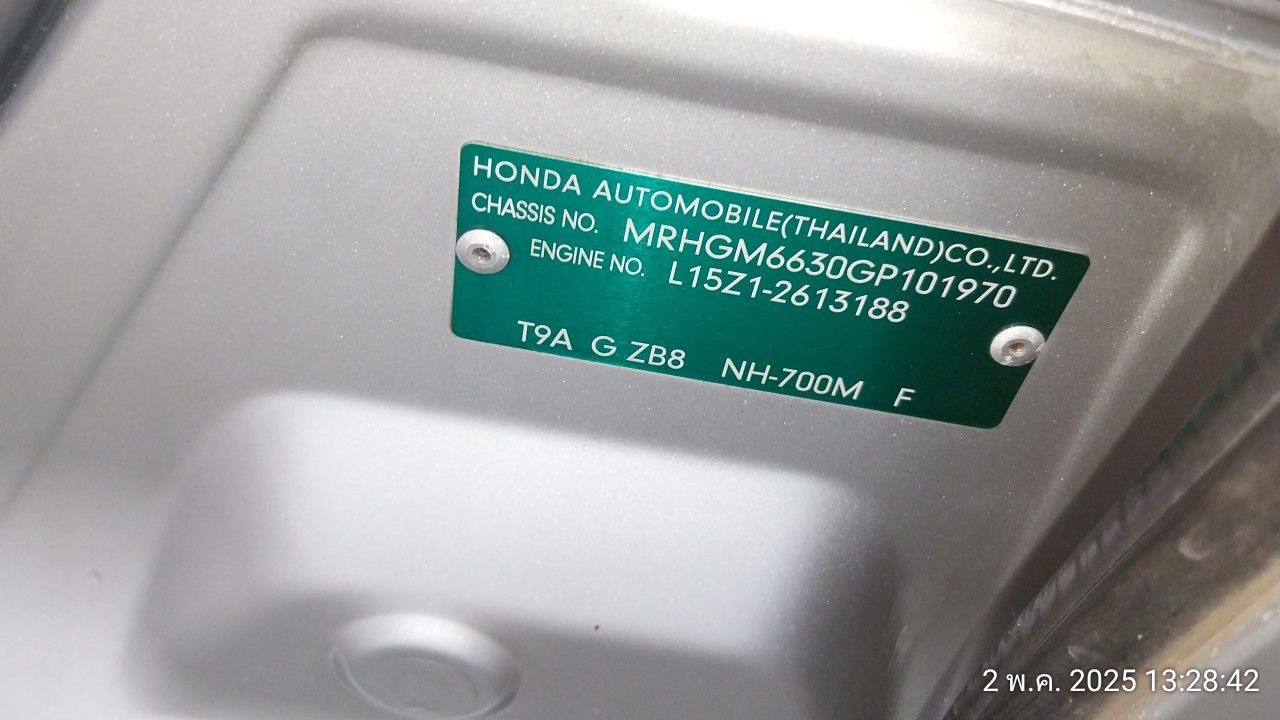 HONDA AUTOMOBILE(THAILAND)CO.,LTD.
CHASSIS NO. MRHGM6630GP101970
ENGINE NO. L15Z1-2613188
T9A G ZB8 NH-700M F
2 พ.ค. 2025 13:28:42